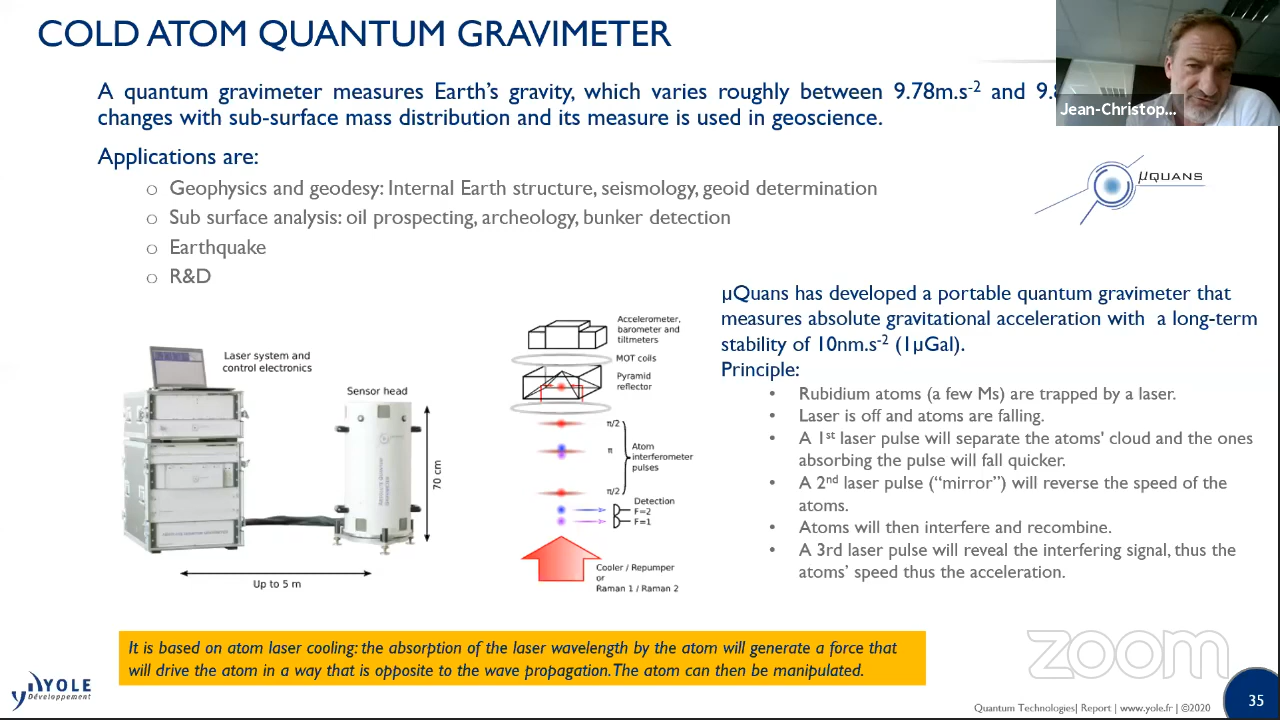 COLD ATOM QUANTUM GRAVIMETER
A quantum gravimeter measures Earth's gravity, which varies roughly between 9.78m.s-2 and
changes with sub-surface mass distribution and its measure is used in geoscience.
Jean-Christop...
Applications are:
o Geophysics and geodesy: Internal Earth structure, seismology, geoid determination
o Sub surface analysis: oil prospecting, archeology, bunker detection
o Earthquake
o R&D
µQUANS
µQuans has developed a portable quantum gravimeter that
measures absolute gravitational acceleration with a long-term
stability of 10nm.s-2 (1µGal).
Principle:
• Rubidium atoms (a few Ms) are trapped by a laser.
• Laser is off and atoms are falling.
• A 1st laser pulse will separate the atoms' cloud and the ones
absorbing the pulse will fall quicker.
• A 2nd laser pulse ("mirror") will reverse the speed of the
atoms.
• Atoms will then interfere and recombine.
• A 3rd laser pulse will reveal the interfering signal, thus the
atoms' speed thus the acceleration.
Laser system and
control electronics
Sensor head
70 cm
Up to 5 m
Accelerometer,
barometer and
tiltmeters
MOT coils
Pyramid
reflector
π/2
π
π/2
Atom
interferometer
pulses
Detection
F=2
F=1
Cooler / Repumper
or
Raman 1 / Raman 2
It is based on atom laser cooling: the absorption of the laser wavelength by the atom will generate a force that
will drive the atom in a way that is opposite to the wave propagation. The atom can then be manipulated.
zoom
YOLE
Développement
Quantum Technologies| Report | www.yole.fr | ©2020
35